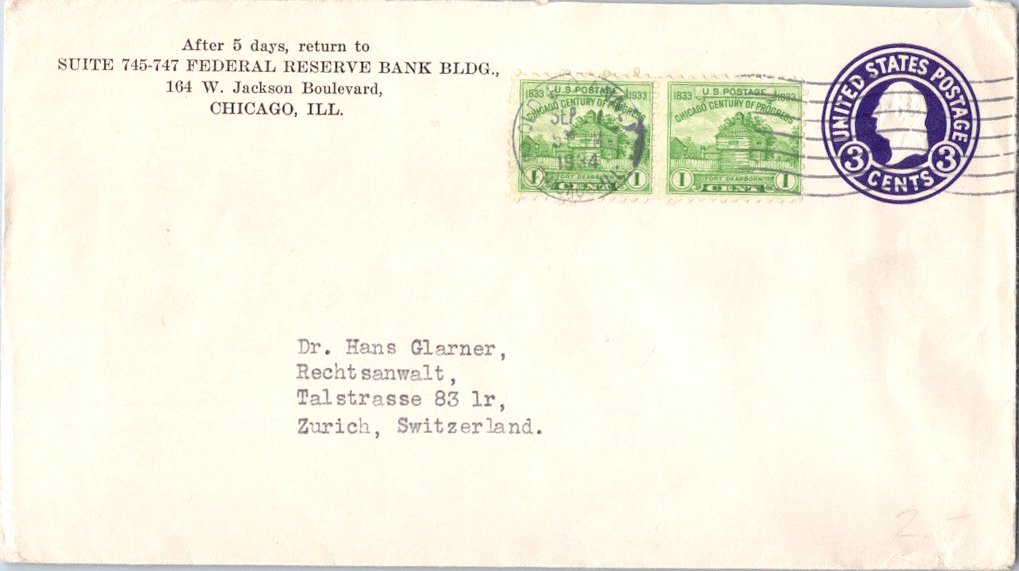 After 5 days, return to
SUITE 745-747 FEDERAL RESERVE BANK BLDG.,
164 W. Jackson Boulevard,
CHICAGO, ILL.
1833 U.S. POSTAGE 1933
CHICAGO CENTURY OF PROGRESS
FORT DEARBORN
1 CENT 1
SEP
1934
1833 U.S. POSTAGE 1933
CHICAGO CENTURY OF PROGRESS
FORT DEARBORN
1 CENT 1
UNITED STATES POSTAGE
3 CENTS 3
Dr. Hans Glarner,
Rechtsanwalt,
Talstrasse 83 lr,
Zurich, Switzerland.
2-